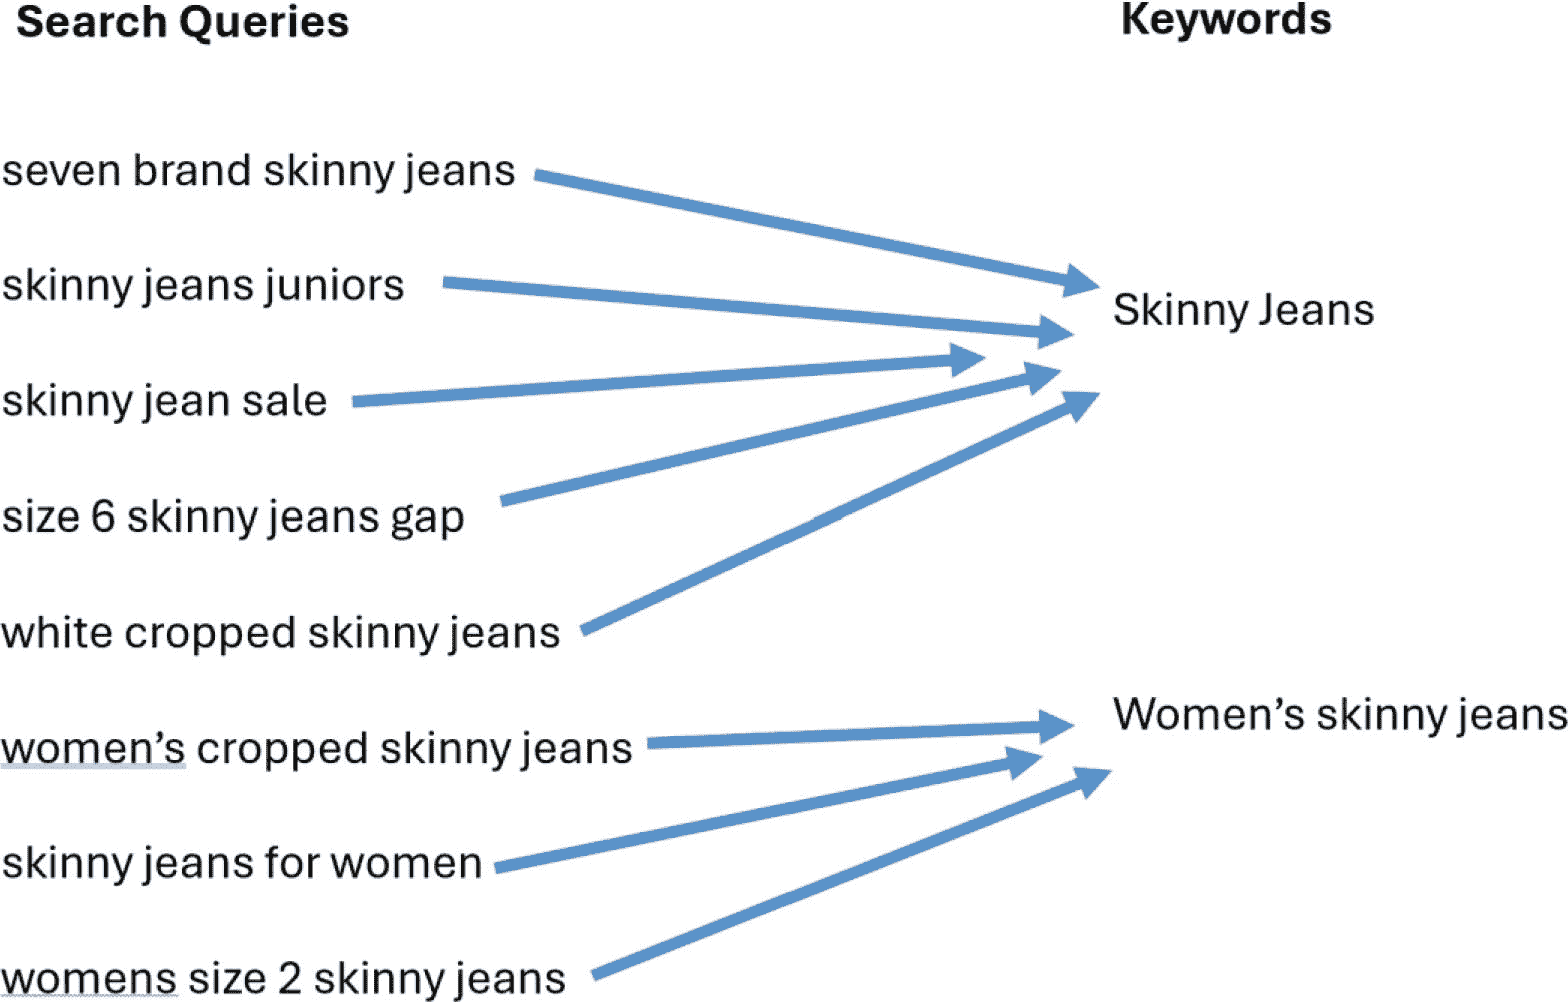 Search Queries
Keywords
seven brand skinny jeans
skinny jeans juniors
Skinny Jeans
skinny jean sale
size 6 skinny jeans gap
white cropped skinny jeans
Women’s skinny jeans
women’s cropped skinny jeans
skinny jeans for women
womens size 2 skinny jeans